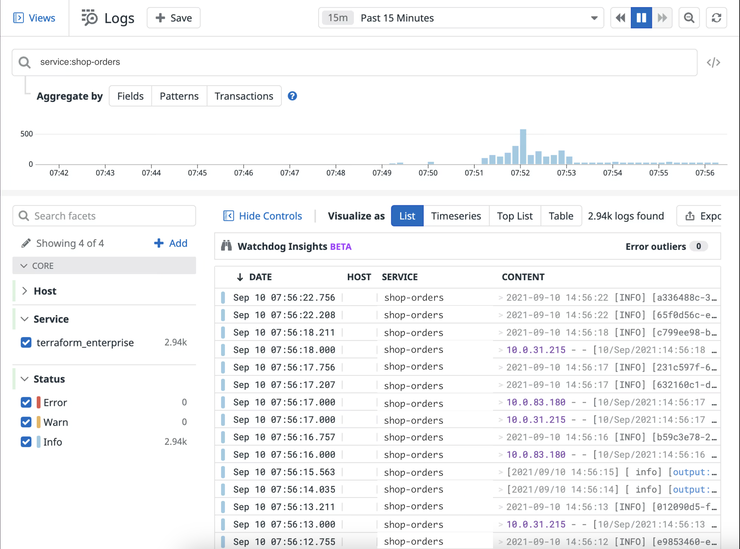 Views
Logs
+ Save
15m Past 15 Minutes
service:shop-orders
</>
Aggregate by Fields Patterns Transactions ?
500
0
07:42 07:43 07:44 07:45 07:46 07:47 07:48 07:49 07:50 07:51 07:52 07:53 07:54 07:55 07:56
Search facets
Hide Controls Visualize as List Timeseries Top List Table 2.94k logs found Expo
Showing 4 of 4 + Add
Watchdog Insights BETA Error outliers 0
CORE
Host
Service
terraform_enterprise 2.94k
Status
Error 0
Warn 0
Info 2.94k
↓ DATE HOST SERVICE CONTENT
Sep 10 07:56:22.756 shop-orders > 2021-09-10 14:56:22 [INFO] [a336488c-3…
Sep 10 07:56:22.208 shop-orders > 2021-09-10 14:56:22 [INFO] [65f0d56c-e…
Sep 10 07:56:18.211 shop-orders > 2021-09-10 14:56:18 [INFO] [c799ee98-b…
Sep 10 07:56:18.000 shop-orders > 10.0.31.215 - - [10/Sep/2021:14:56:18 …
Sep 10 07:56:17.756 shop-orders > 2021-09-10 14:56:17 [INFO] [231c597f-6…
Sep 10 07:56:17.207 shop-orders > 2021-09-10 14:56:17 [INFO] [632160c1-d…
Sep 10 07:56:17.000 shop-orders > 10.0.83.180 - - [10/Sep/2021:14:56:17 …
Sep 10 07:56:17.000 shop-orders > 10.0.31.215 - - [10/Sep/2021:14:56:17 …
Sep 10 07:56:16.757 shop-orders > 2021-09-10 14:56:16 [INFO] [b59c3e78-2…
Sep 10 07:56:16.000 shop-orders > 10.0.83.180 - - [10/Sep/2021:14:56:16 …
Sep 10 07:56:15.563 shop-orders > [2021/09/10 14:56:15] [ info] [output:…
Sep 10 07:56:14.035 shop-orders > [2021/09/10 14:56:14] [ info] [output:…
Sep 10 07:56:13.211 shop-orders > 2021-09-10 14:56:13 [INFO] [012090d5-f…
Sep 10 07:56:13.000 shop-orders > 10.0.31.215 - - [10/Sep/2021:14:56:13 …
Sep 10 07:56:12.755 shop-orders > 2021-09-10 14:56:12 [INFO] [e9853460-e…